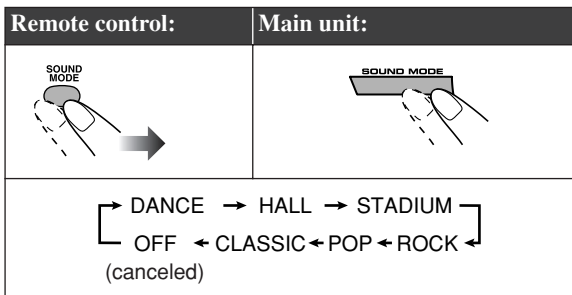 Remote control: Main unit:
SOUND
MODE
SOUND MODE
DANCE → HALL → STADIUM
OFF ← CLASSIC ← POP ← ROCK
(canceled)